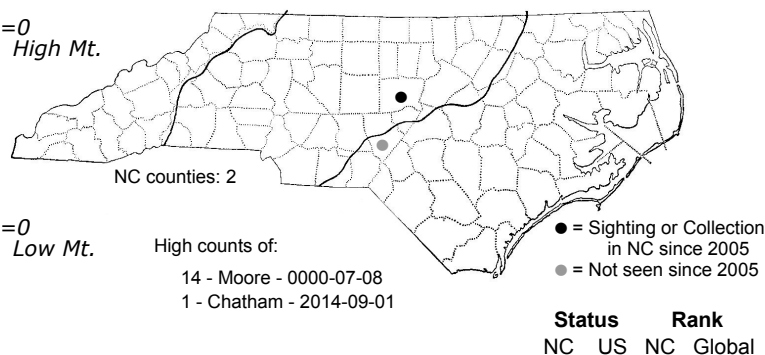 =0
High Mt.
NC counties: 2
=0
Low Mt.
High counts of:
14 - Moore - 0000-07-08
1 - Chatham - 2014-09-01
● = Sighting or Collection
in NC since 2005
● = Not seen since 2005
Status Rank
NC US NC Global